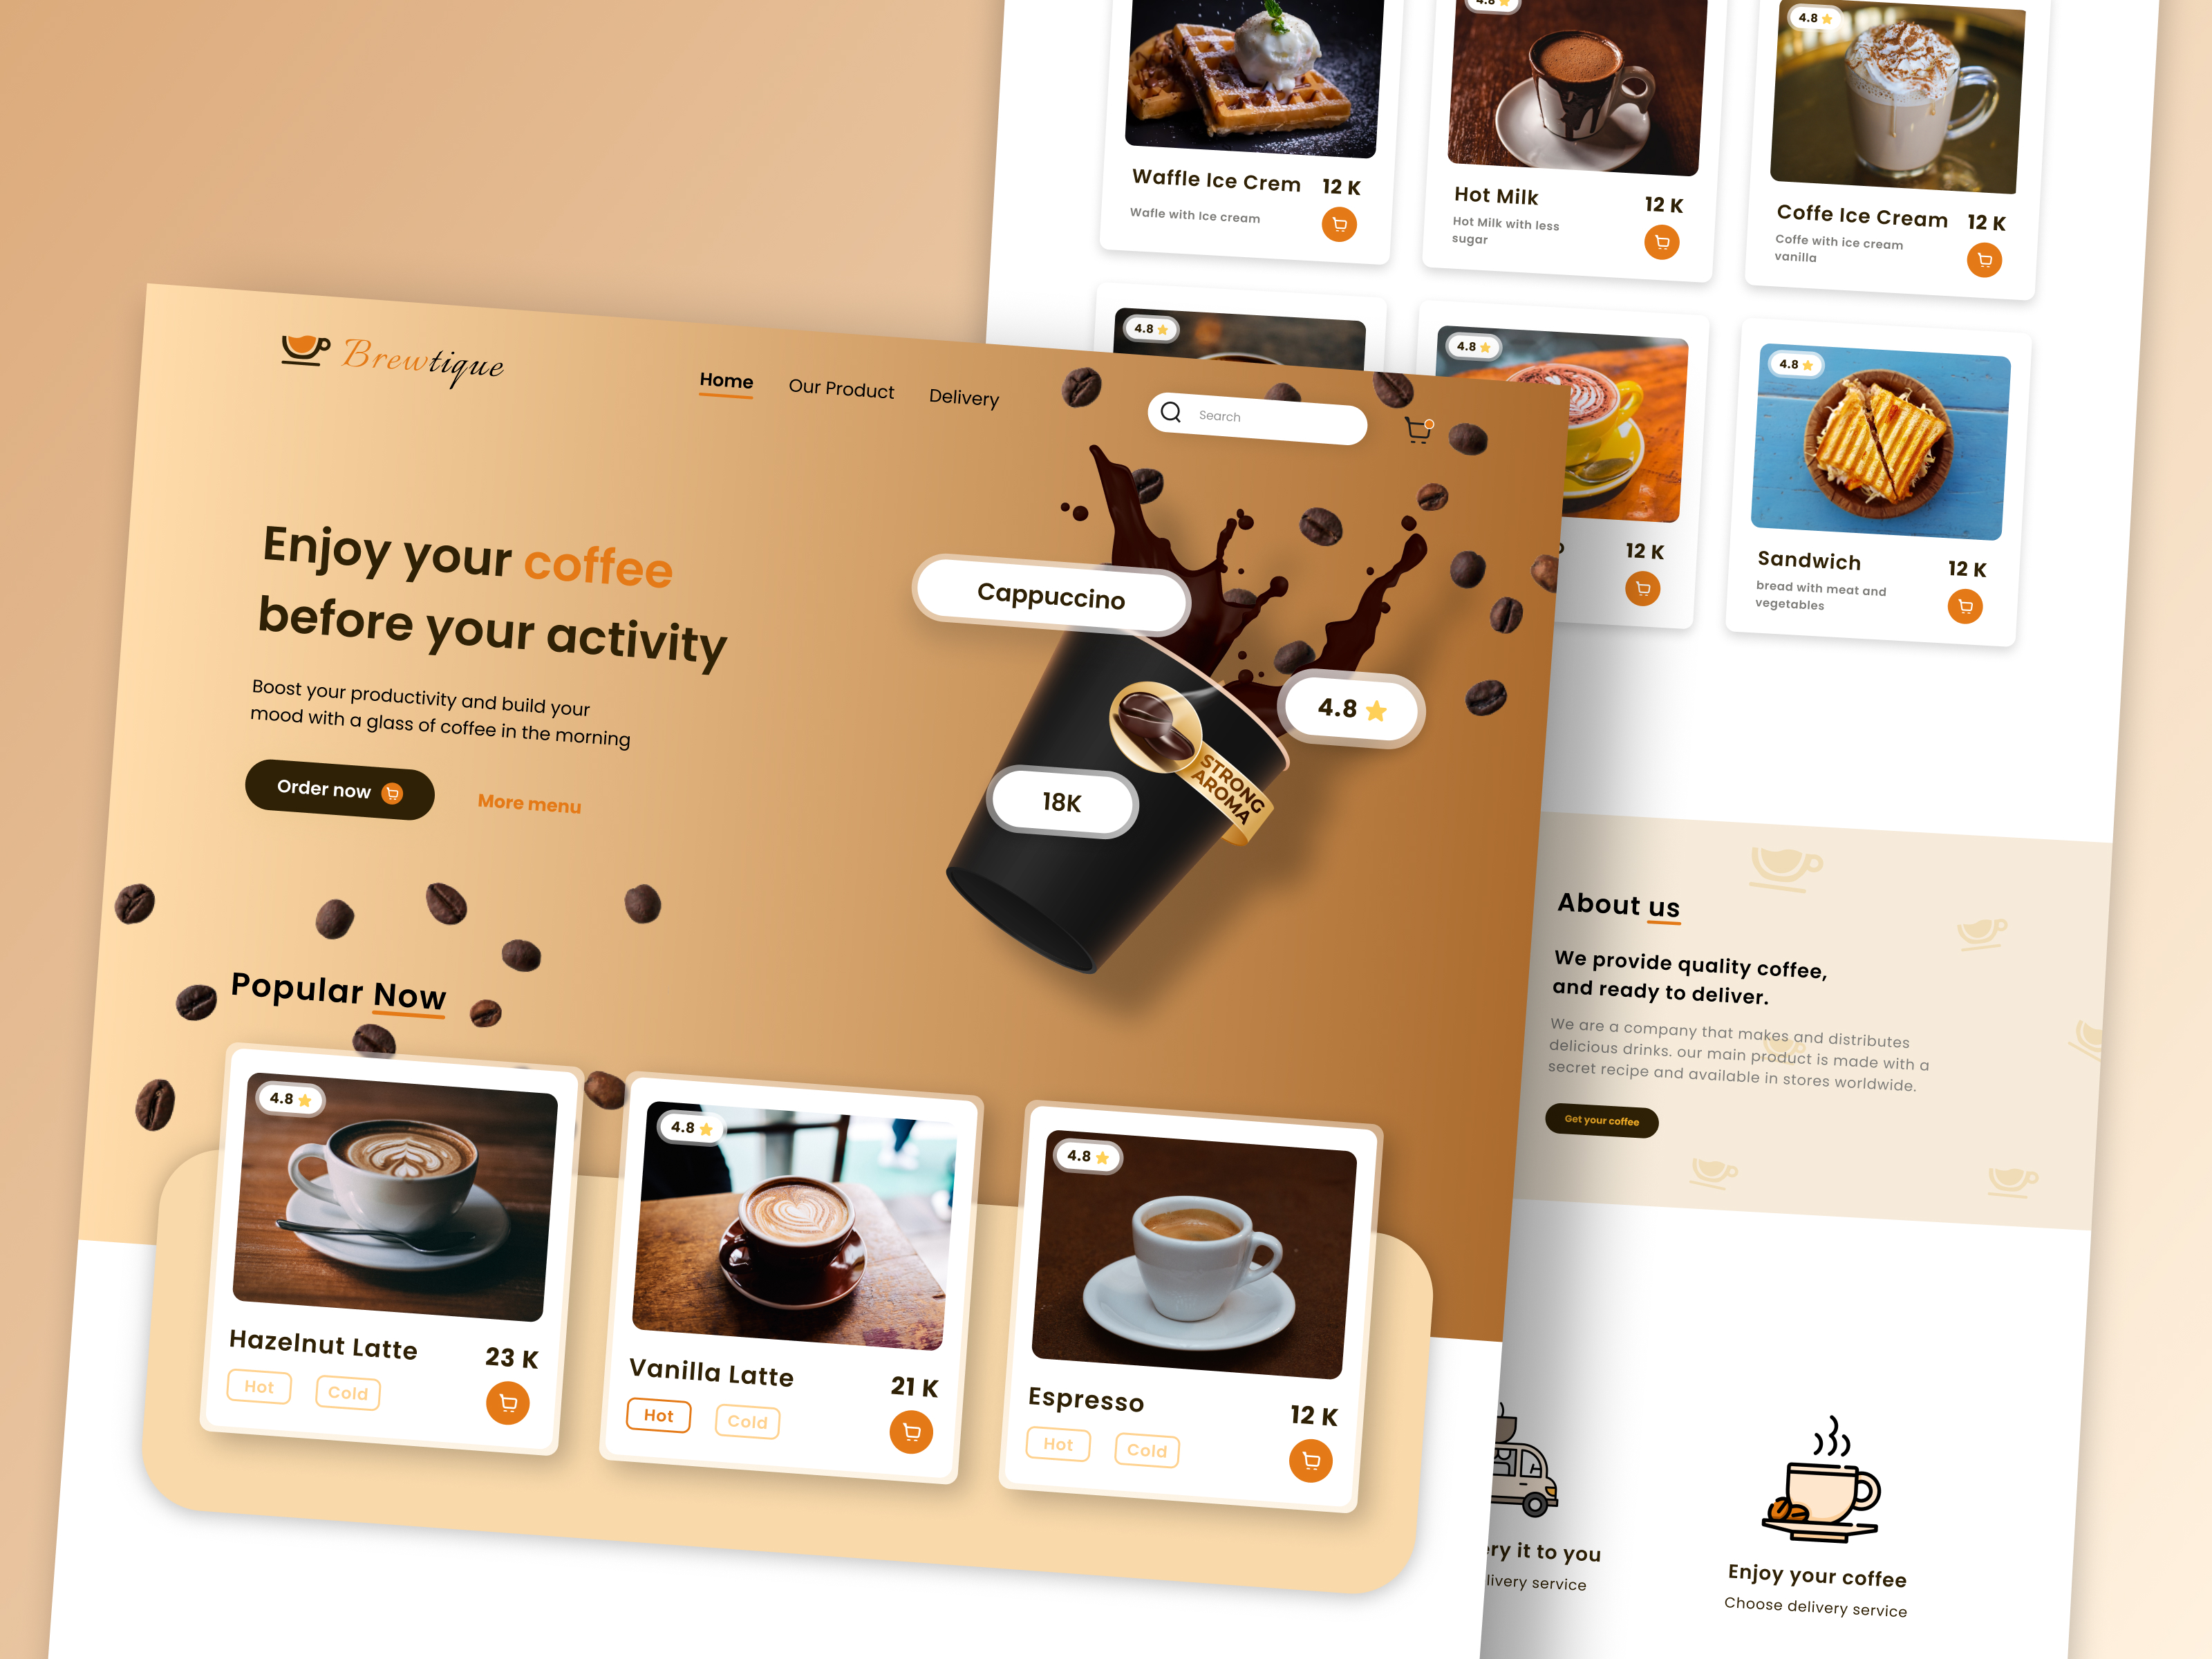 Brewtique
Home
Our Product
Delivery
Search
Enjoy your coffee
before your activity
Boost your productivity and build your
mood with a glass of coffee in the morning
Order now
More menu
Cappuccino
4.8
18K
STRONG
AROMA
Popular Now
4.8
Hazelnut Latte
23 K
Hot
Cold
4.8
Vanilla Latte
21 K
Hot
Cold
4.8
Espresso
12 K
Hot
Cold
Waffle Ice Crem
12 K
Wafle with Ice cream
4.8
Hot Milk
12 K
Hot Milk with less
sugar
4.8
Coffe Ice Cream
12 K
Coffe with ice cream
vanilla
4.8
4.8
12 K
4.8
Sandwich
12 K
bread with meat and
vegetables
About us
We provide quality coffee,
and ready to deliver.
We are a company that makes and distributes
delicious drinks. our main product is made with a
secret recipe and available in stores worldwide.
Get your coffee
it to you
service
Enjoy your coffee
Choose delivery service